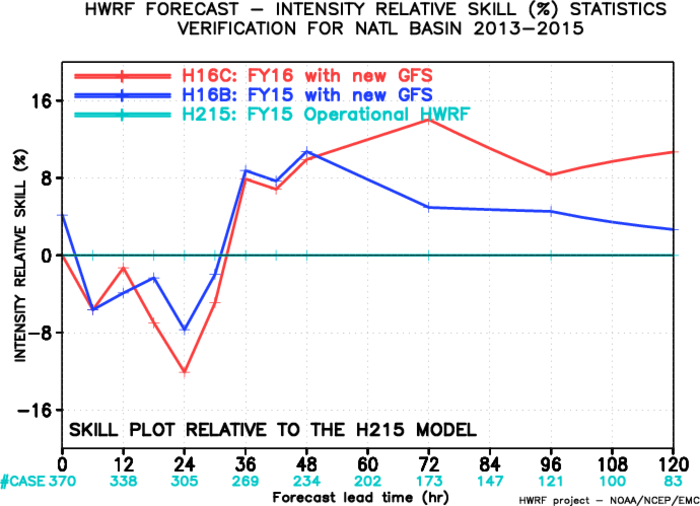 HWRF FORECAST – INTENSITY RELATIVE SKILL (%) STATISTICS
VERIFICATION FOR NATL BASIN 2013–2015
H16C: FY16 with new GFS
H16B: FY15 with new GFS
H215: FY15 Operational HWRF
INTENSITY RELATIVE SKILL (%)
16
8
0
−8
−16
SKILL PLOT RELATIVE TO THE H215 MODEL
0 12 24 36 48 60 72 84 96 108 120
#CASE 370 338 305 269 234 202 173 147 121 100 83
Forecast lead time (hr)
HWRF project – NOAA/NCEP/EMC